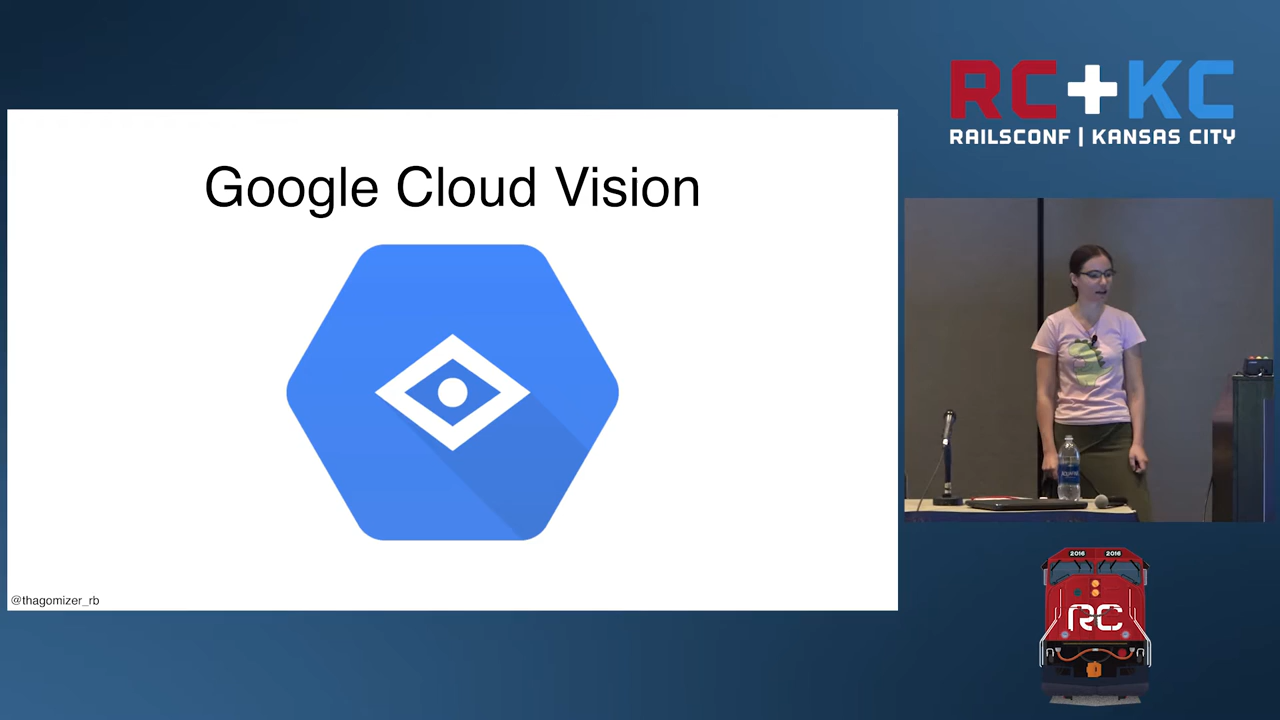 Google Cloud Vision
@thagomizer_rb
RC+KC
RAILSCONF | KANSAS CITY
2016 2016
RC